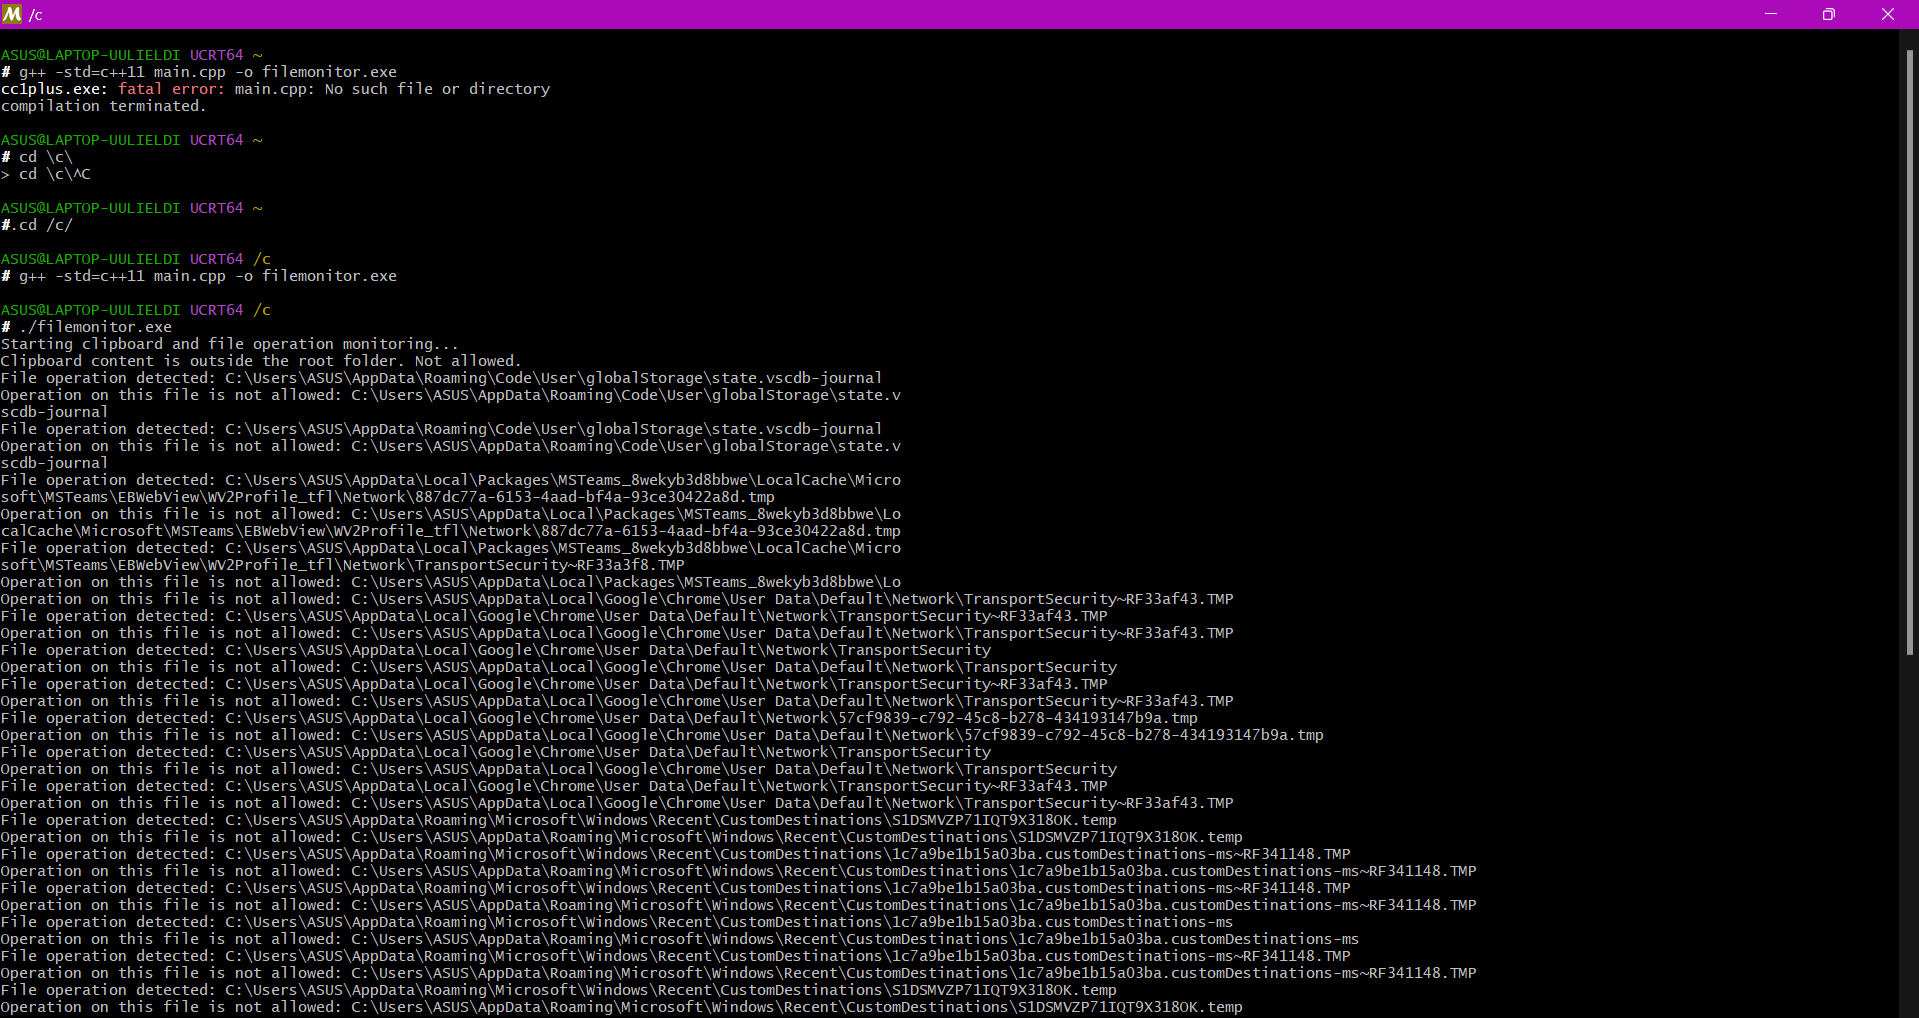 M /c
ASUS@LAPTOP-UULIELDI UCRT64 ~
# g++ -std=c++11 main.cpp -o filemonitor.exe
cc1plus.exe: fatal error: main.cpp: No such file or directory
compilation terminated.
ASUS@LAPTOP-UULIELDI UCRT64 ~
# cd \c\
> cd \c\^C
ASUS@LAPTOP-UULIELDI UCRT64 ~
#.cd /c/
ASUS@LAPTOP-UULIELDI UCRT64 /c
# g++ -std=c++11 main.cpp -o filemonitor.exe
ASUS@LAPTOP-UULIELDI UCRT64 /c
# ./filemonitor.exe
Starting clipboard and file operation monitoring...
Clipboard content is outside the root folder. Not allowed.
File operation detected: C:\Users\ASUS\AppData\Roaming\Code\User\globalStorage\state.vscdb-journal
Operation on this file is not allowed: C:\Users\ASUS\AppData\Roaming\Code\User\globalStorage\state.v
scdb-journal
File operation detected: C:\Users\ASUS\AppData\Roaming\Code\User\globalStorage\state.vscdb-journal
Operation on this file is not allowed: C:\Users\ASUS\AppData\Roaming\Code\User\globalStorage\state.v
scdb-journal
File operation detected: C:\Users\ASUS\AppData\Local\Packages\MSTeams_8wekyb3d8bbwe\LocalCache\Micro
soft\MSTeams\EBWebView\WV2Profile_tfl\Network\887dc77a-6153-4aad-bf4a-93ce30422a8d.tmp
Operation on this file is not allowed: C:\Users\ASUS\AppData\Local\Packages\MSTeams_8wekyb3d8bbwe\Lo
calCache\Microsoft\MSTeams\EBWebView\WV2Profile_tfl\Network\887dc77a-6153-4aad-bf4a-93ce30422a8d.tmp
File operation detected: C:\Users\ASUS\AppData\Local\Packages\MSTeams_8wekyb3d8bbwe\LocalCache\Micro
soft\MSTeams\EBWebView\WV2Profile_tfl\Network\TransportSecurity~RF33a3f8.TMP
Operation on this file is not allowed: C:\Users\ASUS\AppData\Local\Packages\MSTeams_8wekyb3d8bbwe\Lo
Operation on this file is not allowed: C:\Users\ASUS\AppData\Local\Google\Chrome\User Data\Default\Network\TransportSecurity~RF33af43.TMP
File operation detected: C:\Users\ASUS\AppData\Local\Google\Chrome\User Data\Default\Network\TransportSecurity~RF33af43.TMP
Operation on this file is not allowed: C:\Users\ASUS\AppData\Local\Google\Chrome\User Data\Default\Network\TransportSecurity~RF33af43.TMP
File operation detected: C:\Users\ASUS\AppData\Local\Google\Chrome\User Data\Default\Network\TransportSecurity
Operation on this file is not allowed: C:\Users\ASUS\AppData\Local\Google\Chrome\User Data\Default\Network\TransportSecurity
File operation detected: C:\Users\ASUS\AppData\Local\Google\Chrome\User Data\Default\Network\TransportSecurity~RF33af43.TMP
Operation on this file is not allowed: C:\Users\ASUS\AppData\Local\Google\Chrome\User Data\Default\Network\TransportSecurity~RF33af43.TMP
File operation detected: C:\Users\ASUS\AppData\Local\Google\Chrome\User Data\Default\Network\57cf9839-c792-45c8-b278-434193147b9a.tmp
Operation on this file is not allowed: C:\Users\ASUS\AppData\Local\Google\Chrome\User Data\Default\Network\57cf9839-c792-45c8-b278-434193147b9a.tmp
File operation detected: C:\Users\ASUS\AppData\Local\Google\Chrome\User Data\Default\Network\TransportSecurity
Operation on this file is not allowed: C:\Users\ASUS\AppData\Local\Google\Chrome\User Data\Default\Network\TransportSecurity
File operation detected: C:\Users\ASUS\AppData\Local\Google\Chrome\User Data\Default\Network\TransportSecurity~RF33af43.TMP
Operation on this file is not allowed: C:\Users\ASUS\AppData\Local\Google\Chrome\User Data\Default\Network\TransportSecurity~RF33af43.TMP
File operation detected: C:\Users\ASUS\AppData\Roaming\Microsoft\Windows\Recent\CustomDestinations\S1DSMVZP71IQT9X318OK.temp
Operation on this file is not allowed: C:\Users\ASUS\AppData\Roaming\Microsoft\Windows\Recent\CustomDestinations\S1DSMVZP71IQT9X318OK.temp
File operation detected: C:\Users\ASUS\AppData\Roaming\Microsoft\Windows\Recent\CustomDestinations\1c7a9be1b15a03ba.customDestinations-ms~RF341148.TMP
Operation on this file is not allowed: C:\Users\ASUS\AppData\Roaming\Microsoft\Windows\Recent\CustomDestinations\1c7a9be1b15a03ba.customDestinations-ms~RF341148.TMP
File operation detected: C:\Users\ASUS\AppData\Roaming\Microsoft\Windows\Recent\CustomDestinations\1c7a9be1b15a03ba.customDestinations-ms~RF341148.TMP
Operation on this file is not allowed: C:\Users\ASUS\AppData\Roaming\Microsoft\Windows\Recent\CustomDestinations\1c7a9be1b15a03ba.customDestinations-ms~RF341148.TMP
File operation detected: C:\Users\ASUS\AppData\Roaming\Microsoft\Windows\Recent\CustomDestinations\1c7a9be1b15a03ba.customDestinations-ms
Operation on this file is not allowed: C:\Users\ASUS\AppData\Roaming\Microsoft\Windows\Recent\CustomDestinations\1c7a9be1b15a03ba.customDestinations-ms
File operation detected: C:\Users\ASUS\AppData\Roaming\Microsoft\Windows\Recent\CustomDestinations\1c7a9be1b15a03ba.customDestinations-ms~RF341148.TMP
Operation on this file is not allowed: C:\Users\ASUS\AppData\Roaming\Microsoft\Windows\Recent\CustomDestinations\1c7a9be1b15a03ba.customDestinations-ms~RF341148.TMP
File operation detected: C:\Users\ASUS\AppData\Roaming\Microsoft\Windows\Recent\CustomDestinations\S1DSMVZP71IQT9X318OK.temp
Operation on this file is not allowed: C:\Users\ASUS\AppData\Roaming\Microsoft\Windows\Recent\CustomDestinations\S1DSMVZP71IQT9X318OK.temp